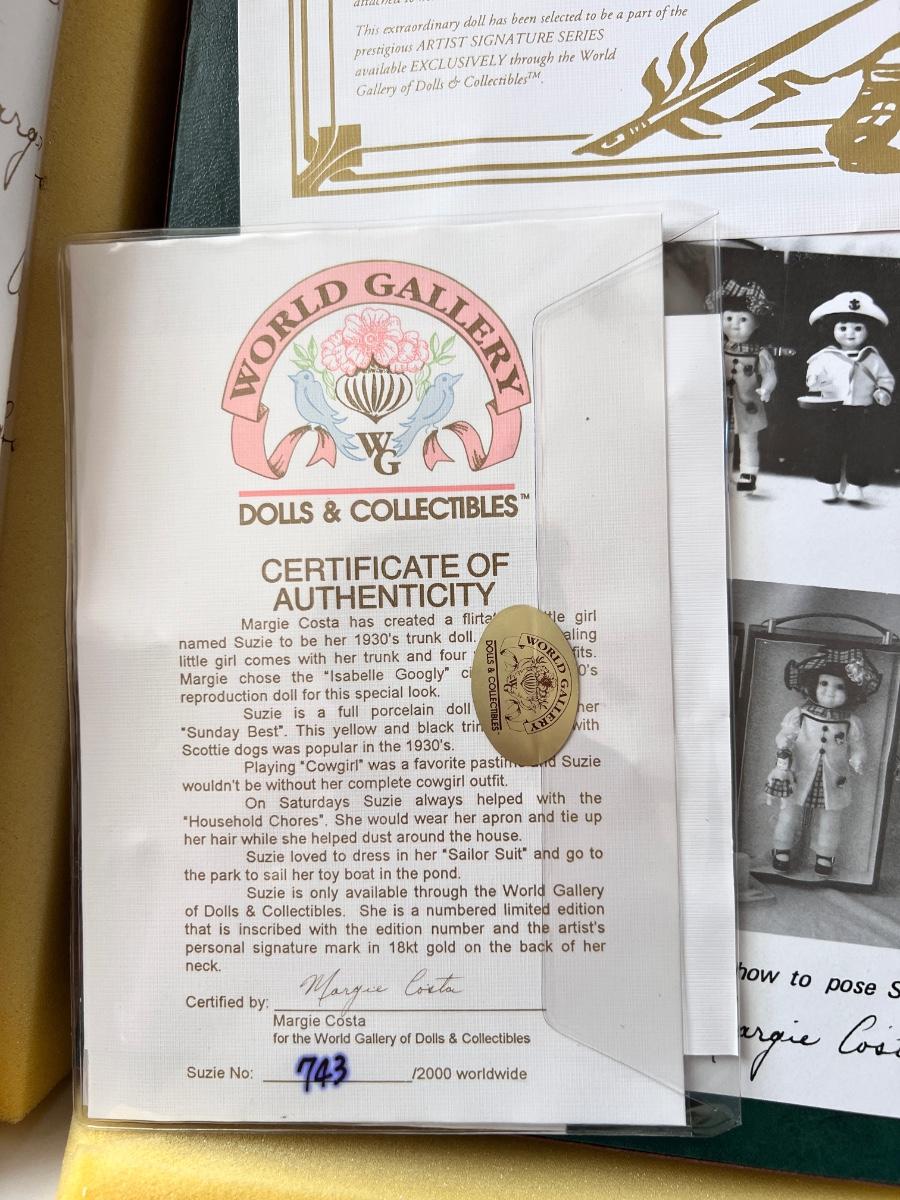 attached to
This extraordinary doll has been selected to be a part of the
prestigious ARTIST SIGNATURE SERIES
available EXCLUSIVELY through the World
Gallery of Dolls & Collectibles™.
WORLD GALLERY
WG
DOLLS & COLLECTIBLES™
CERTIFICATE OF
AUTHENTICITY
Margie Costa has created a girl
named Suzie to be her 1930's trunk doll.
little girl comes with her trunk and four
Margie chose the "Isabelle Googly"
reproduction doll for this special look.
Suzie is a full porcelain doll her
"Sunday Best". This yellow and black with
Scottie dogs was popular in the 1930's.
Playing "Cowgirl" was a favorite Suzie
wouldn't be without her complete cowgirl outfit.
On Saturdays Suzie always helped with the
"Household Chores". She would wear her apron and tie up
her hair while she helped dust around the house.
Suzie loved to dress in her "Sailor Suit" and go to
the park to sail her toy boat in the pond.
Suzie is only available through the World Gallery
of Dolls & Collectibles. She is a numbered limited edition
that is inscribed with the edition number and the artist's
personal signature mark in 18kt gold on the back of her
neck.
Certified by: Margie Costa
Margie Costa
for the World Gallery of Dolls & Collectibles
Suzie No: 743 /2000 worldwide
WORLD GALLERY
WG
DOLLS & COLLECTIBLES
how to pose